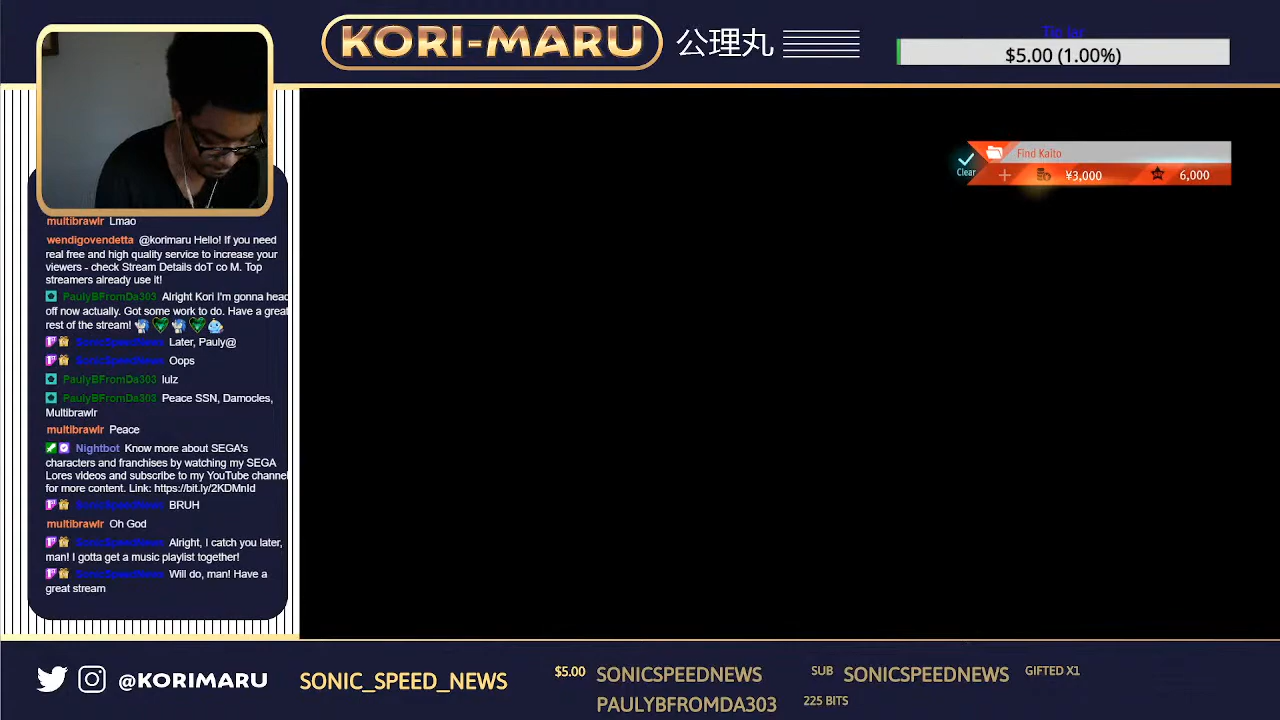 KORI-MARU 公理丸
Tip jar
$5.00 (1.00%)
Find Kaito
Clear
¥3,000
6,000
multibrawlr Lmao
wendigovendetta @korimaru Hello! If you need
real free and high quality service to increase your
viewers - check Stream Details doT co M. Top
streamers already use it!
PaulyBFromDa303 Alright Kori I'm gonna head
off now actually. Got some work to do. Have a great
rest of the stream!
SonicSpeedNews Later, Pauly@
SonicSpeedNews Oops
PaulyBFromDa303 lulz
PaulyBFromDa303 Peace SSN, Damocles,
Multibrawlr
multibrawlr Peace
Nightbot Know more about SEGA's
characters and franchises by watching my SEGA
Lores videos and subscribe to my YouTube channel
for more content. Link: https://bit.ly/2KDMnId
SonicSpeedNews BRUH
multibrawlr Oh God
SonicSpeedNews Alright, I catch you later,
man! I gotta get a music playlist together!
SonicSpeedNews Will do, man! Have a
great stream
@KORIMARU
SONIC_SPEED_NEWS
$5.00 SONICSPEEDNEWS
PAULYBFROMDA303
SUB SONICSPEEDNEWS GIFTED X1
225 BITS